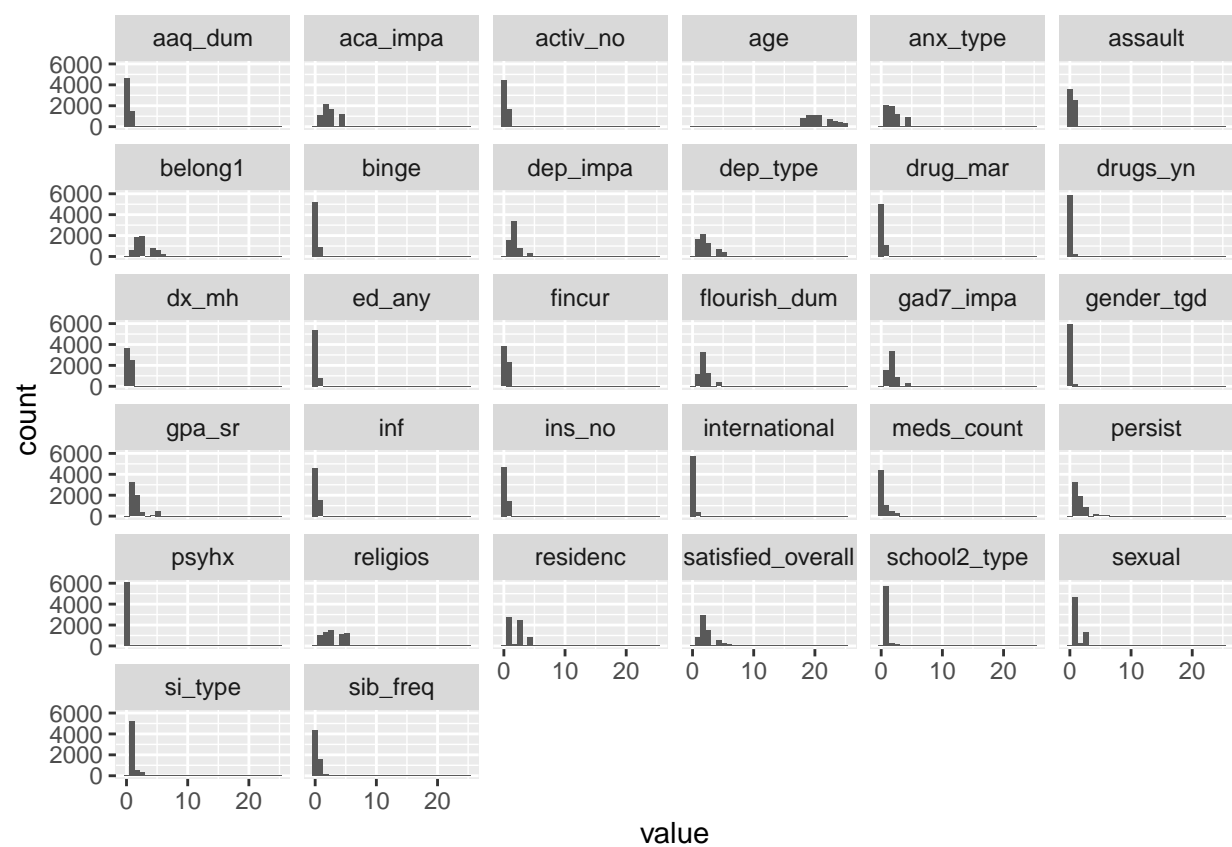 aaq_dum aca_impa activ_no age anx_type assault
6000
4000
2000
0
belong1 binge dep_impa dep_type drug_mar drugs_yn
6000
4000
2000
0
dx_mh ed_any fincur flourish_dum gad7_impa gender_tgd
6000
4000
2000
0
gpa_sr inf ins_no international meds_count persist
6000
4000
2000
0
psyhx religios residenc satisfied_overall school2_type sexual
6000
4000
2000
0
0 10 20 0 10 20 0 10 20 0 10 20
si_type sib_freq
6000
4000
2000
0
0 10 20 0 10 20
count
value